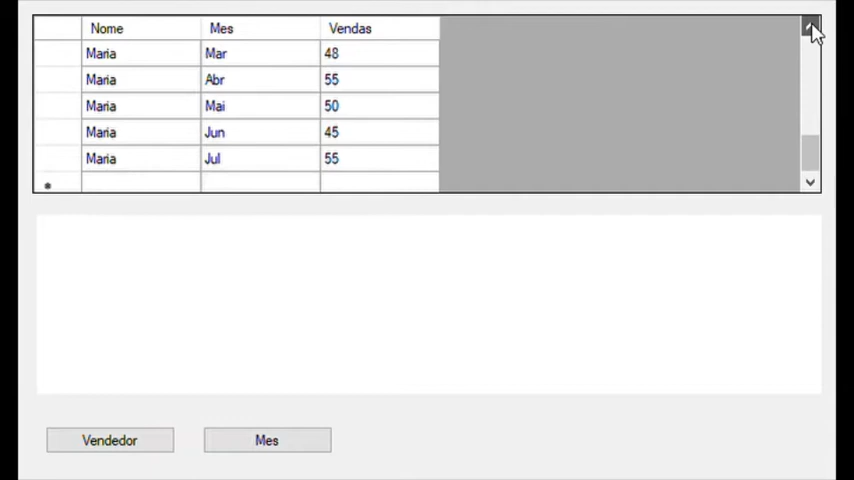 Nome Mes Vendas
Maria Mar 48
Maria Abr 55
Maria Mai 50
Maria Jun 45
Maria Jul 55
*
Vendedor Mes